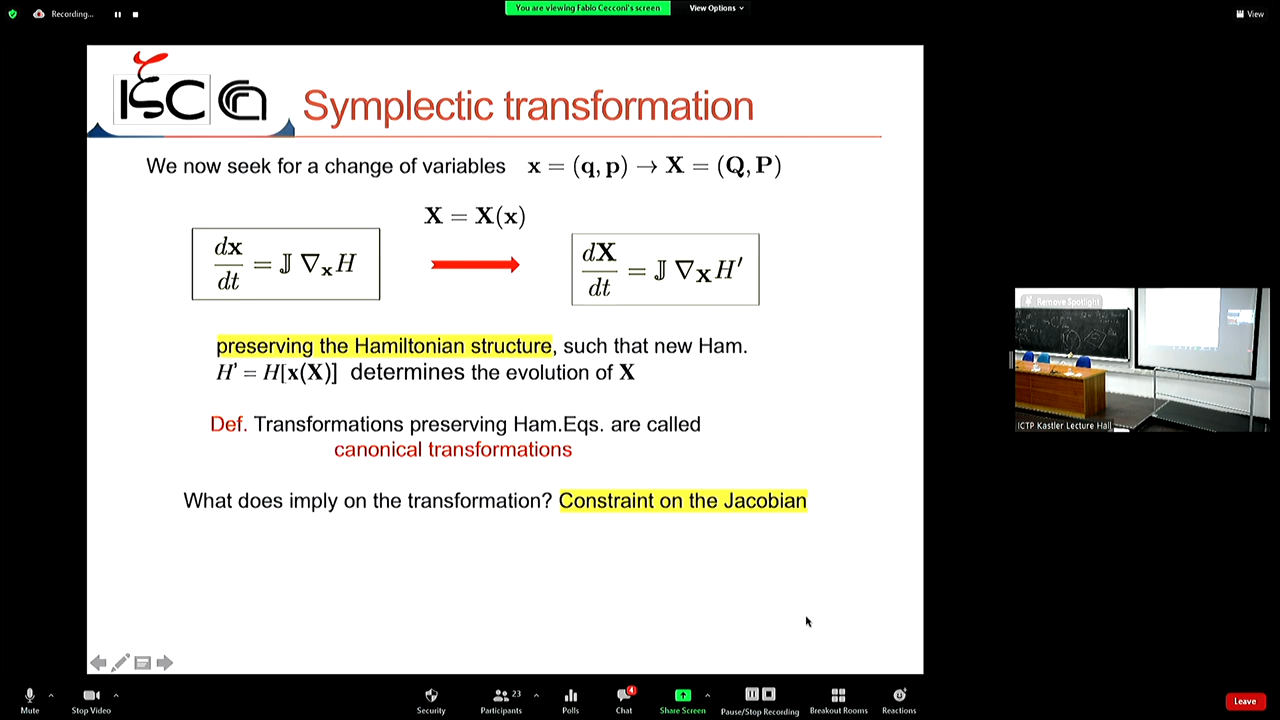 Recording...
You are viewing Fabio Cecconi's screen
View Options
View
ISC
Symplectic transformation
We now seek for a change of variables x = (q, p) → X = (Q, P)
X = X(x)
dx/dt = 𝕁 ∇ₓH
dX/dt = 𝕁 ∇_X H′
preserving the Hamiltonian structure, such that new Ham.
H' = H[x(X)] determines the evolution of X
Def. Transformations preserving Ham.Eqs. are called
canonical transformations
What does imply on the transformation? Constraint on the Jacobian
Remove Spotlight
ICTP Kastler Lecture Hall
Mute
Stop Video
Security
23
Participants
Polls
4
Chat
Share Screen
Pause/Stop Recording
Breakout Rooms
Reactions
Leave